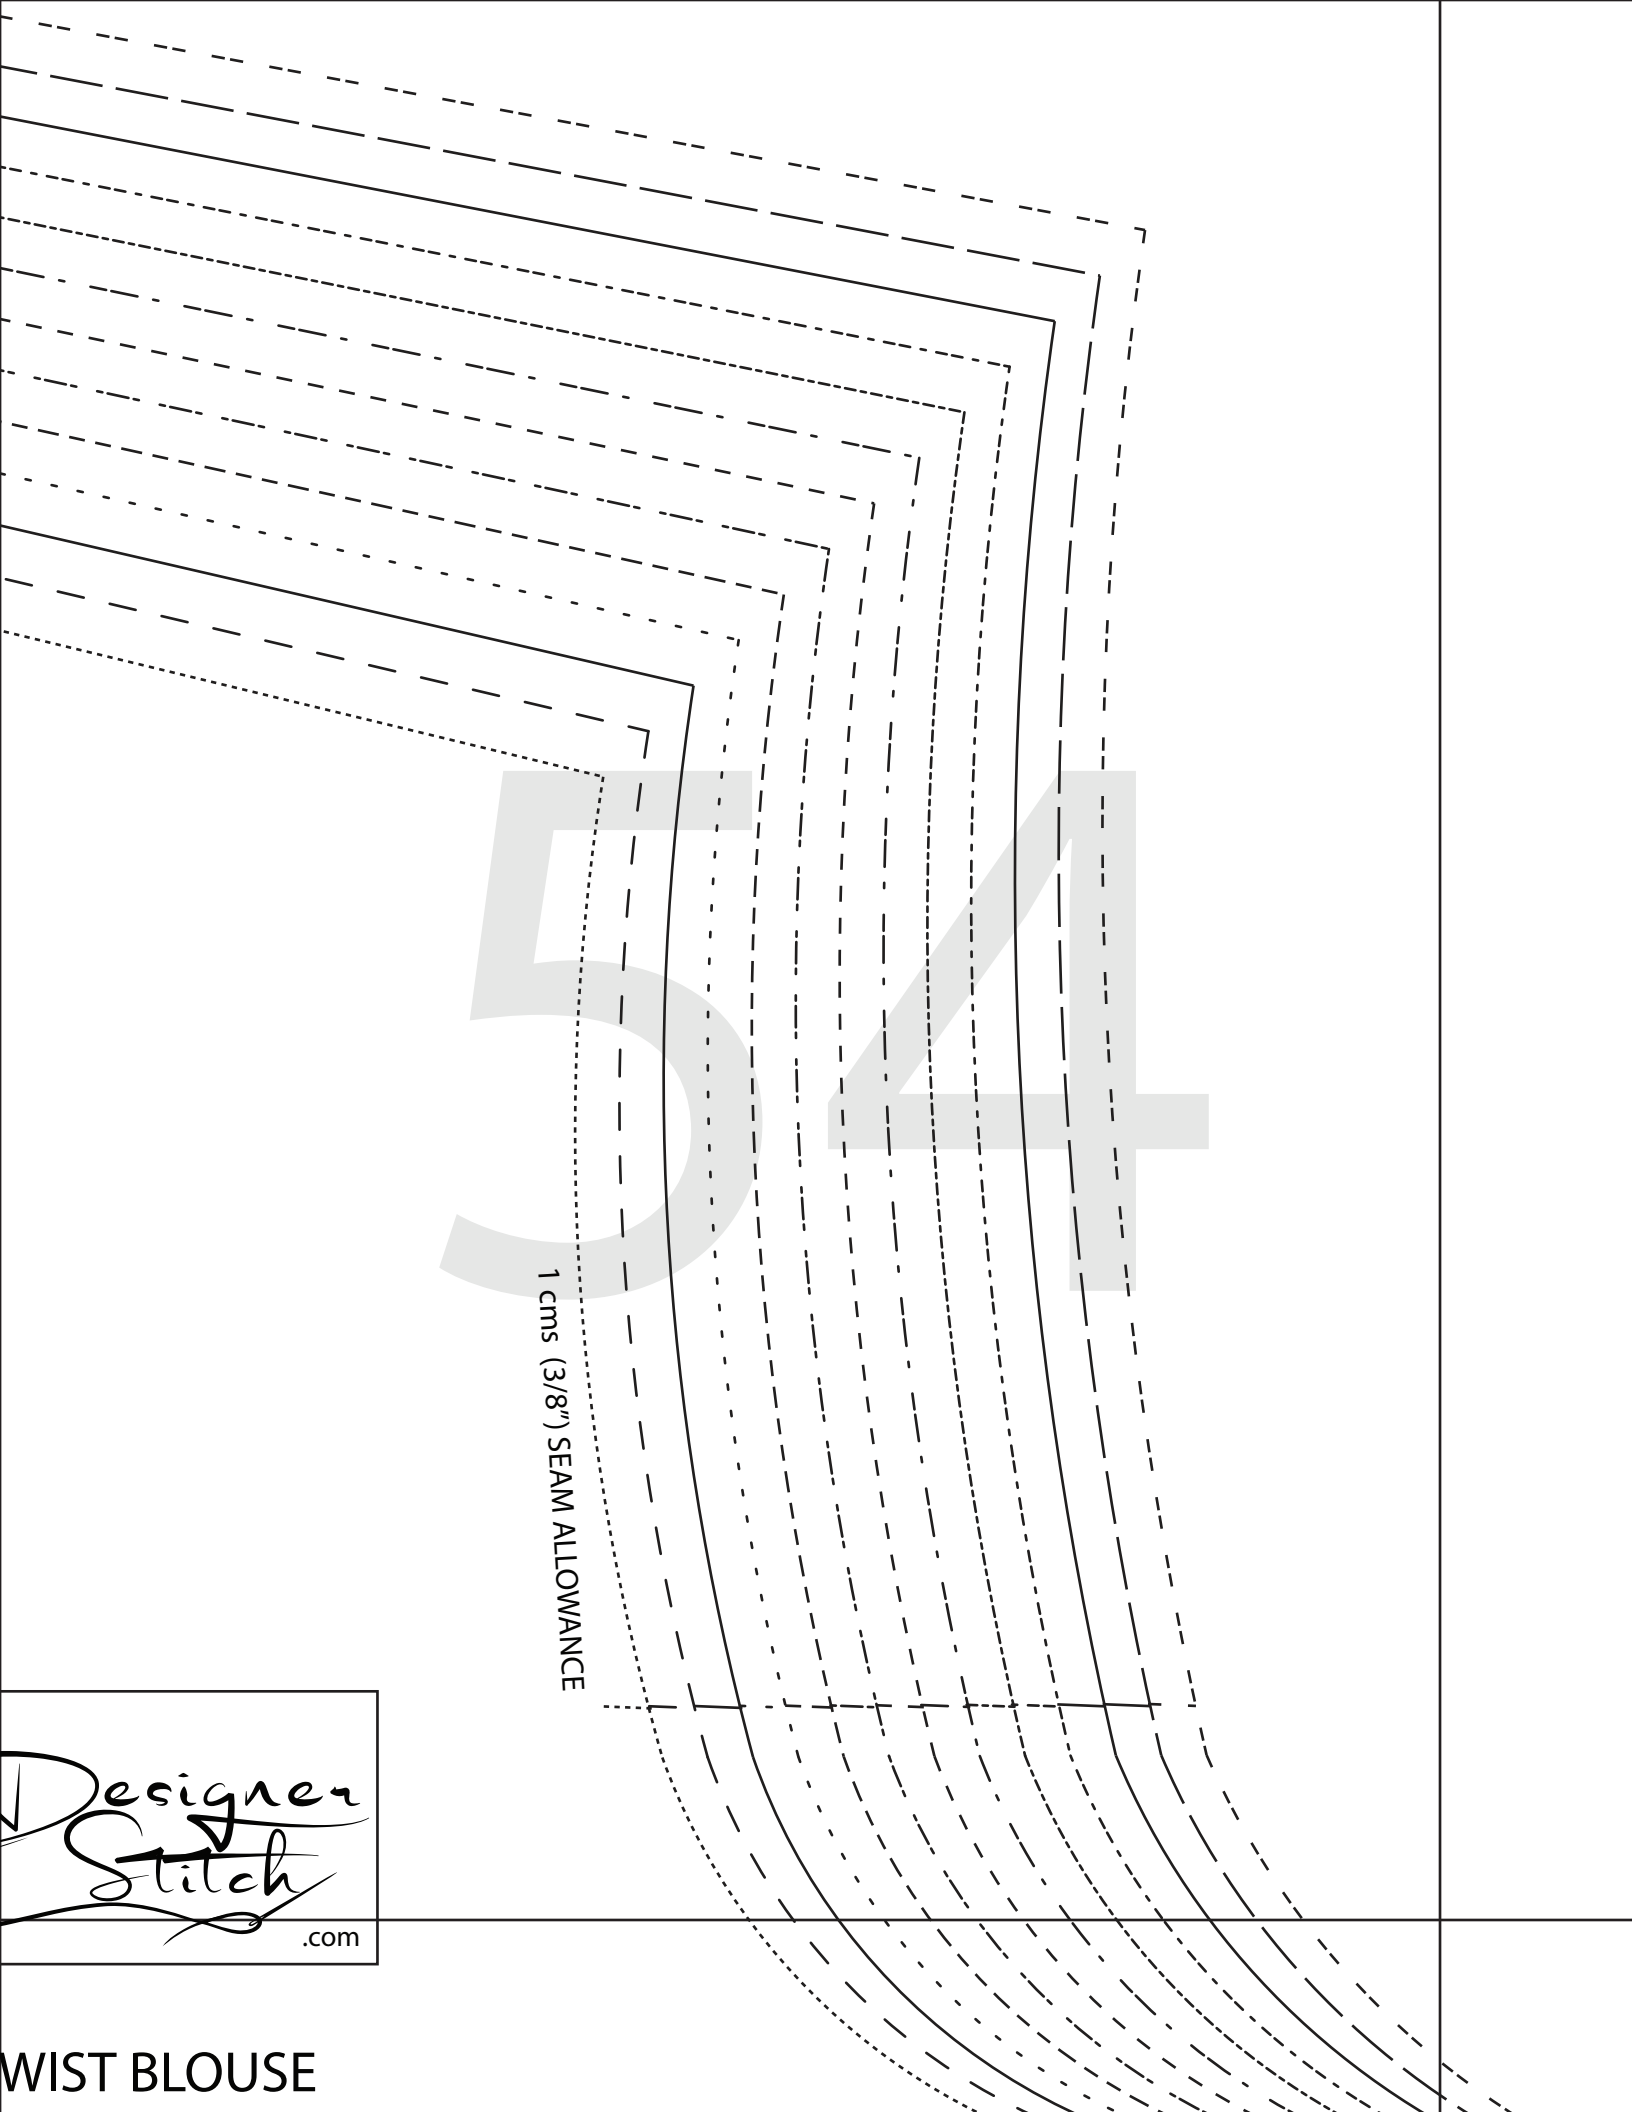 54
1 cms (3/8") SEAM ALLOWANCE
Designer
Stitch
.com
WIST BLOUSE